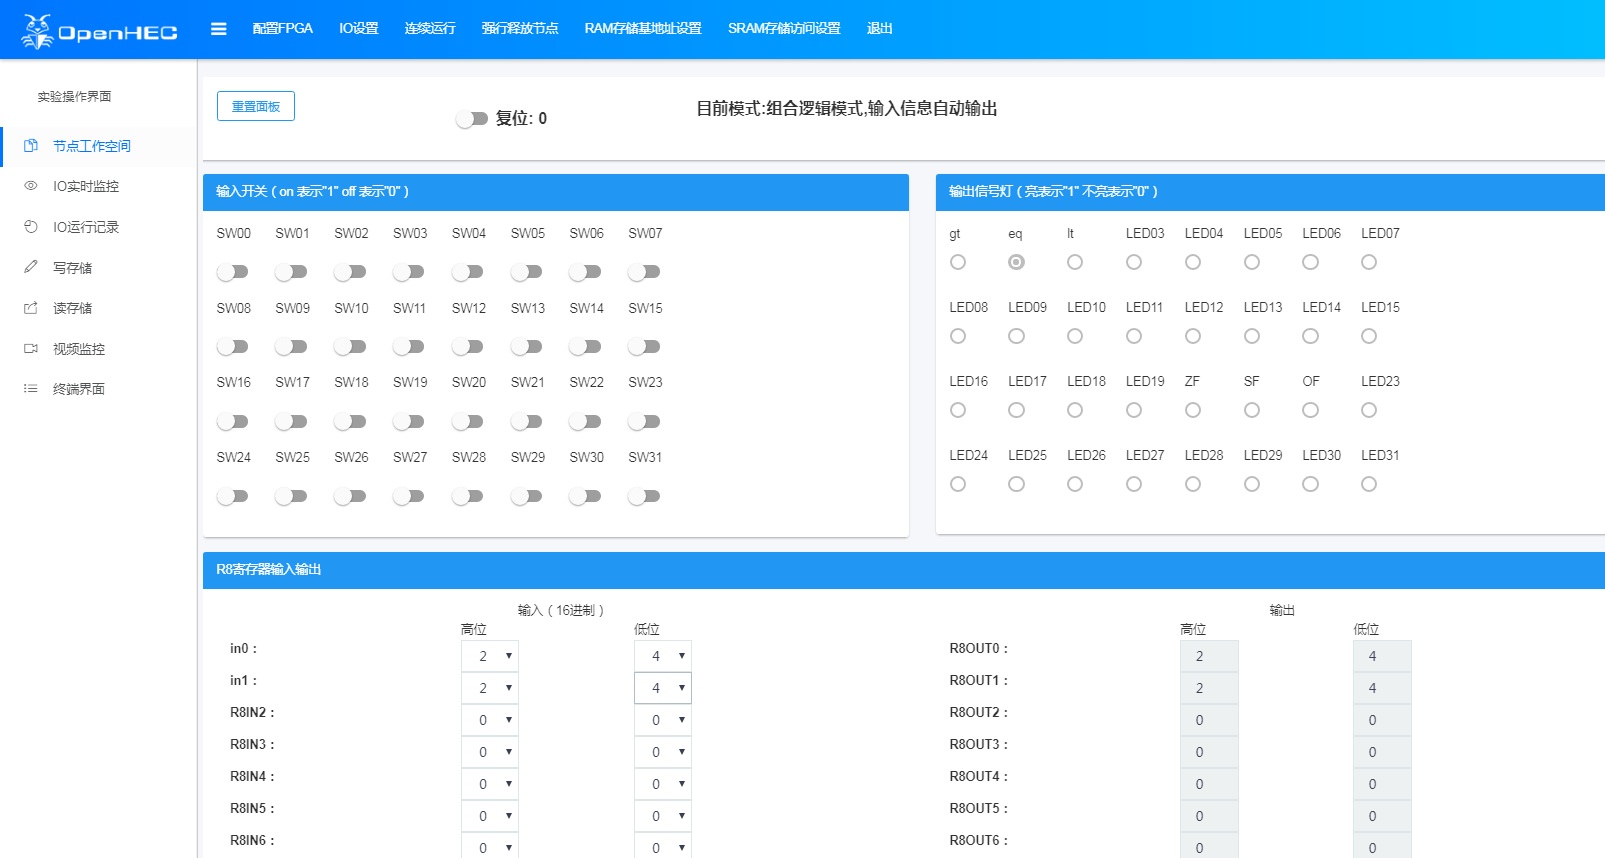 OpenHEC 配置FPGA IO设置 连续运行 强行释放节点 RAM存储基地址设置 SRAM存储访问设置 退出
实验操作界面
节点工作空间
IO实时监控
IO运行记录
写存储
读存储
视频监控
终端界面
重置面板 复位: 0 目前模式:组合逻辑模式,输入信息自动输出
输入开关（on 表示"1" off 表示"0"）
SW00 SW01 SW02 SW03 SW04 SW05 SW06 SW07
SW08 SW09 SW10 SW11 SW12 SW13 SW14 SW15
SW16 SW17 SW18 SW19 SW20 SW21 SW22 SW23
SW24 SW25 SW26 SW27 SW28 SW29 SW30 SW31
输出信号灯（亮表示"1" 不亮表示"0"）
gt eq lt LED03 LED04 LED05 LED06 LED07
LED08 LED09 LED10 LED11 LED12 LED13 LED14 LED15
LED16 LED17 LED18 LED19 ZF SF OF LED23
LED24 LED25 LED26 LED27 LED28 LED29 LED30 LED31
R8寄存器输入输出
输入（16进制） 输出
高位 低位 高位 低位
in0： 2 4 R8OUT0： 2 4
in1： 2 4 R8OUT1： 2 4
R8IN2： 0 0 R8OUT2： 0 0
R8IN3： 0 0 R8OUT3： 0 0
R8IN4： 0 0 R8OUT4： 0 0
R8IN5： 0 0 R8OUT5： 0 0
R8IN6： 0 0 R8OUT6： 0 0